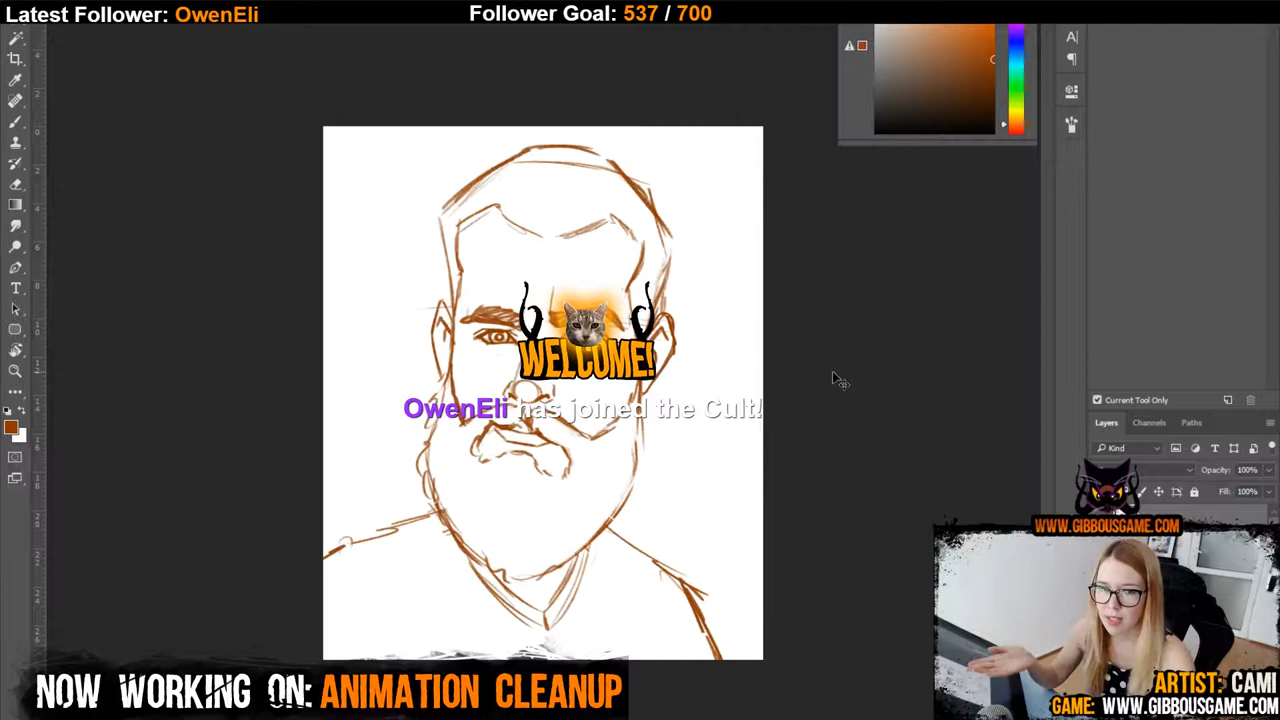 Latest Follower: OwenEli
Follower Goal: 537 / 700
WELCOME!
OwenEli has joined the Cult!
Current Tool Only
Layers Channels Paths
Kind
Opacity: 100%
Fill: 100%
WWW.GIBBOUSGAME.COM
NOW WORKING ON: ANIMATION CLEANUP
ARTIST: CAMI
GAME: WWW.GIBBOUSGAME.COM